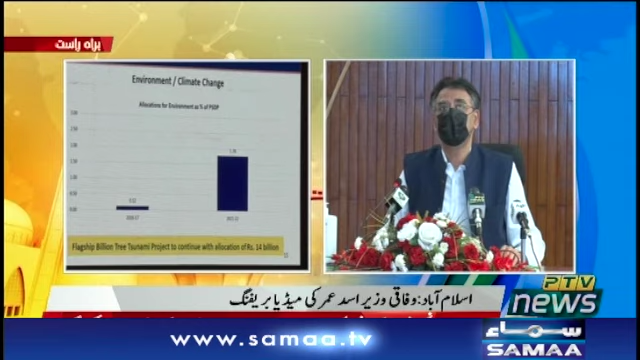 براہ راست
Environment / Climate Change
Allocations for Environment as % of PSDP
Flagship Billion Tree Tsunami Project to continue with allocation of Rs. 14 billion
اسلام آباد:وفاقی وزیر اسد عمر کی میڈیا بریفنگ
PTV
news
www.samaa.tv
سماء
SAMAA